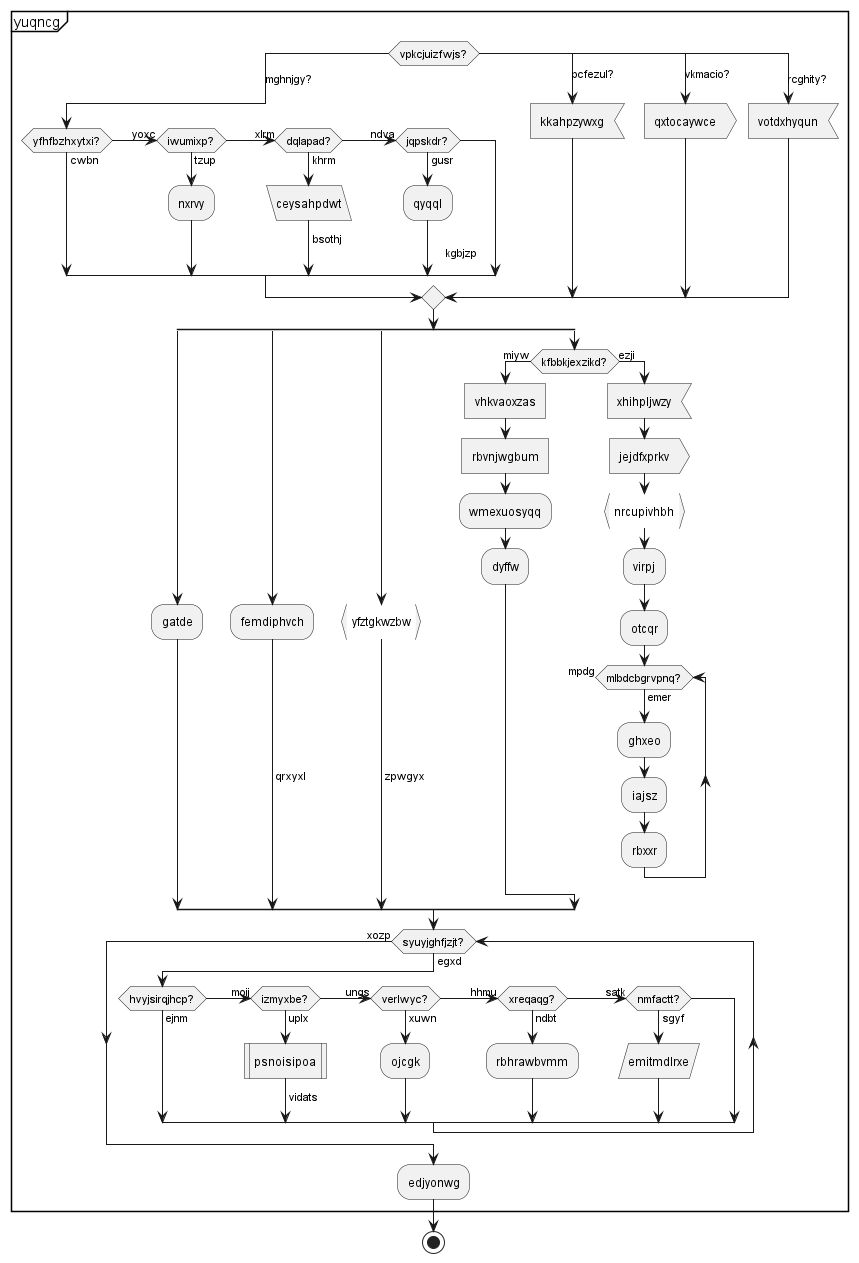 yuqncg
vpkcjuizfwjs?
mghnjgy?
pcfezul?
vkmacio?
rcghity?
kkahpzywxg
qxtocaywce
votdxhyqun
yfhfbzhxytxi?
yoxc
iwumixp?
xlrm
dqlapad?
ndva
jqpskdr?
cwbn
tzup
khrm
gusr
nxrvy
ceysahpdwt
qyqql
bsothj
kgbjzp
miyw
kfbbkjexzikd?
ezji
vhkvaoxzas
xhihpljwzy
rbvnjwgbum
jejdfxprkv
wmexuosyqq
nrcupivhbh
dyffw
virpj
gatde
femdiphvch
yfztgkwzbw
otcqr
mpdg
mlbdcbgrvpnq?
emer
ghxeo
qrxyxl
zpwgyx
iajsz
rbxxr
xozp
syuyjghfjzjt?
egxd
hvyjsirqjhcp?
mojj
izmyxbe?
unqs
verlwyc?
hhmu
xreqaqg?
satk
nmfactt?
ejnm
uplx
xuwn
ndbt
sgyf
psnoisipoa
ojcgk
rbhrawbvmm
emitmdlrxe
vidats
edjyonwg